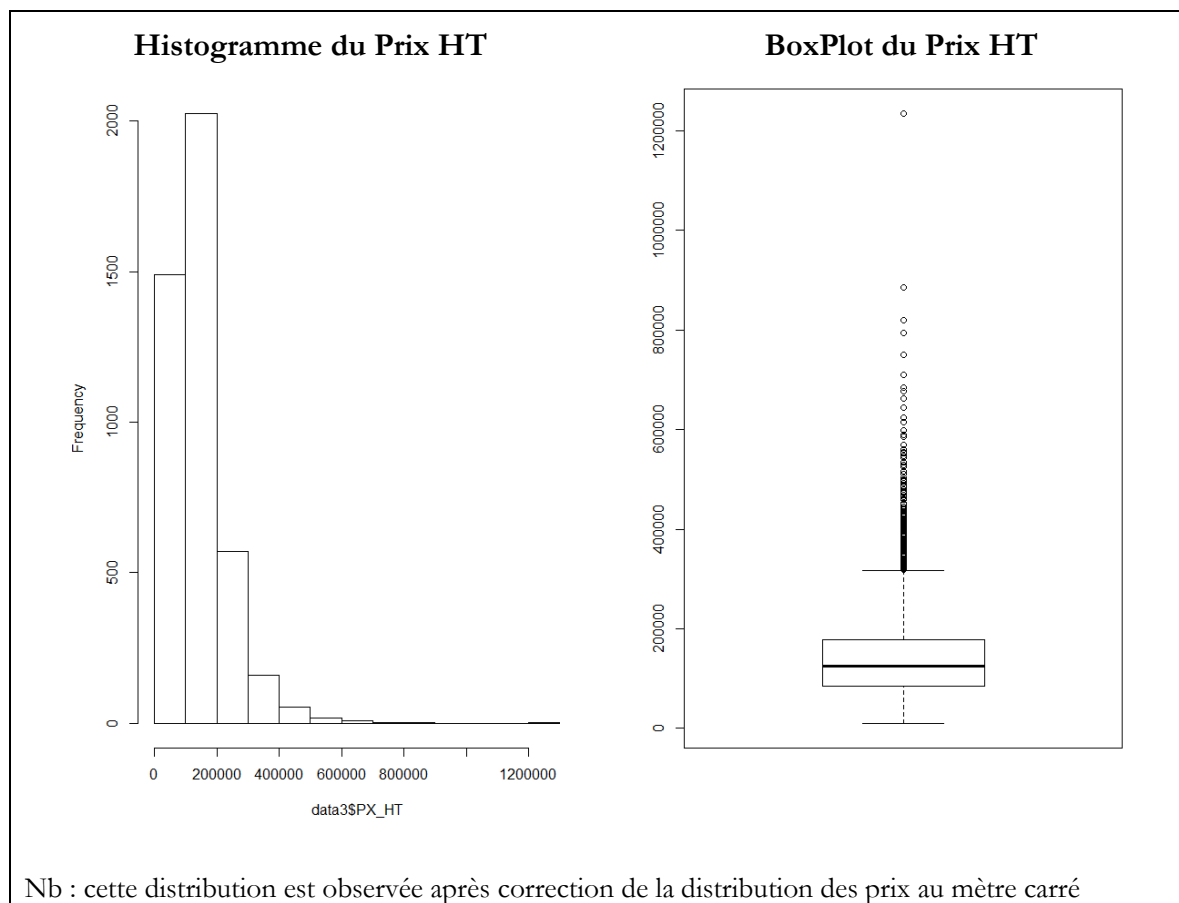 Histogramme du Prix HT
BoxPlot du Prix HT
2000
1500
1000
500
0
Frequency
0 200000 400000 600000 800000 1200000
data3$PX_HT
1200000
1000000
800000
600000
400000
200000
0
Nb : cette distribution est observée après correction de la distribution des prix au mètre carré